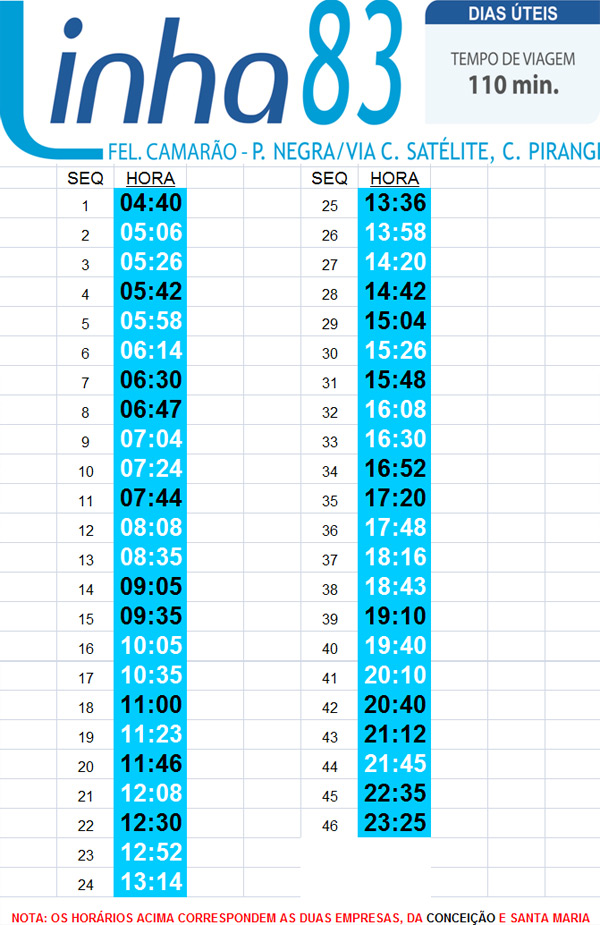 Linha 83
DIAS ÚTEIS
TEMPO DE VIAGEM
110 min.
FEL. CAMARÃO - P. NEGRA/VIA C. SATÉLITE, C. PIRANGI
SEQ HORA SEQ HORA
1 04:40 25 13:36
2 05:06 26 13:58
3 05:26 27 14:20
4 05:42 28 14:42
5 05:58 29 15:04
6 06:14 30 15:26
7 06:30 31 15:48
8 06:47 32 16:08
9 07:04 33 16:30
10 07:24 34 16:52
11 07:44 35 17:20
12 08:08 36 17:48
13 08:35 37 18:16
14 09:05 38 18:43
15 09:35 39 19:10
16 10:05 40 19:40
17 10:35 41 20:10
18 11:00 42 20:40
19 11:23 43 21:12
20 11:46 44 21:45
21 12:08 45 22:35
22 12:30 46 23:25
23 12:52
24 13:14
NOTA: OS HORÁRIOS ACIMA CORRESPONDEM AS DUAS EMPRESAS, DA CONCEIÇÃO E SANTA MARIA